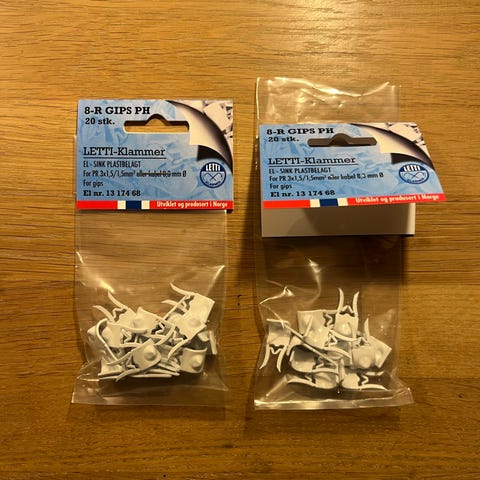 8-R GIPS PH
20 stk.
LETTI-Klammer
EL - SINK PLASTBELAGT
For PR 3x1,5/1,5mm² eller kabel 8,3 mm Ø
For gips
El nr. 13 174 68
LETTI
Utviklet og produsert i Norge
8-R GIPS PH
20 stk.
LETTI-Klammer
EL - SINK PLASTBELAGT
For PR 3x1,5/1,5mm² eller kabel 8,3 mm Ø
For gips
El nr. 13 174 68
LETTI
Utviklet og produsert i Norge